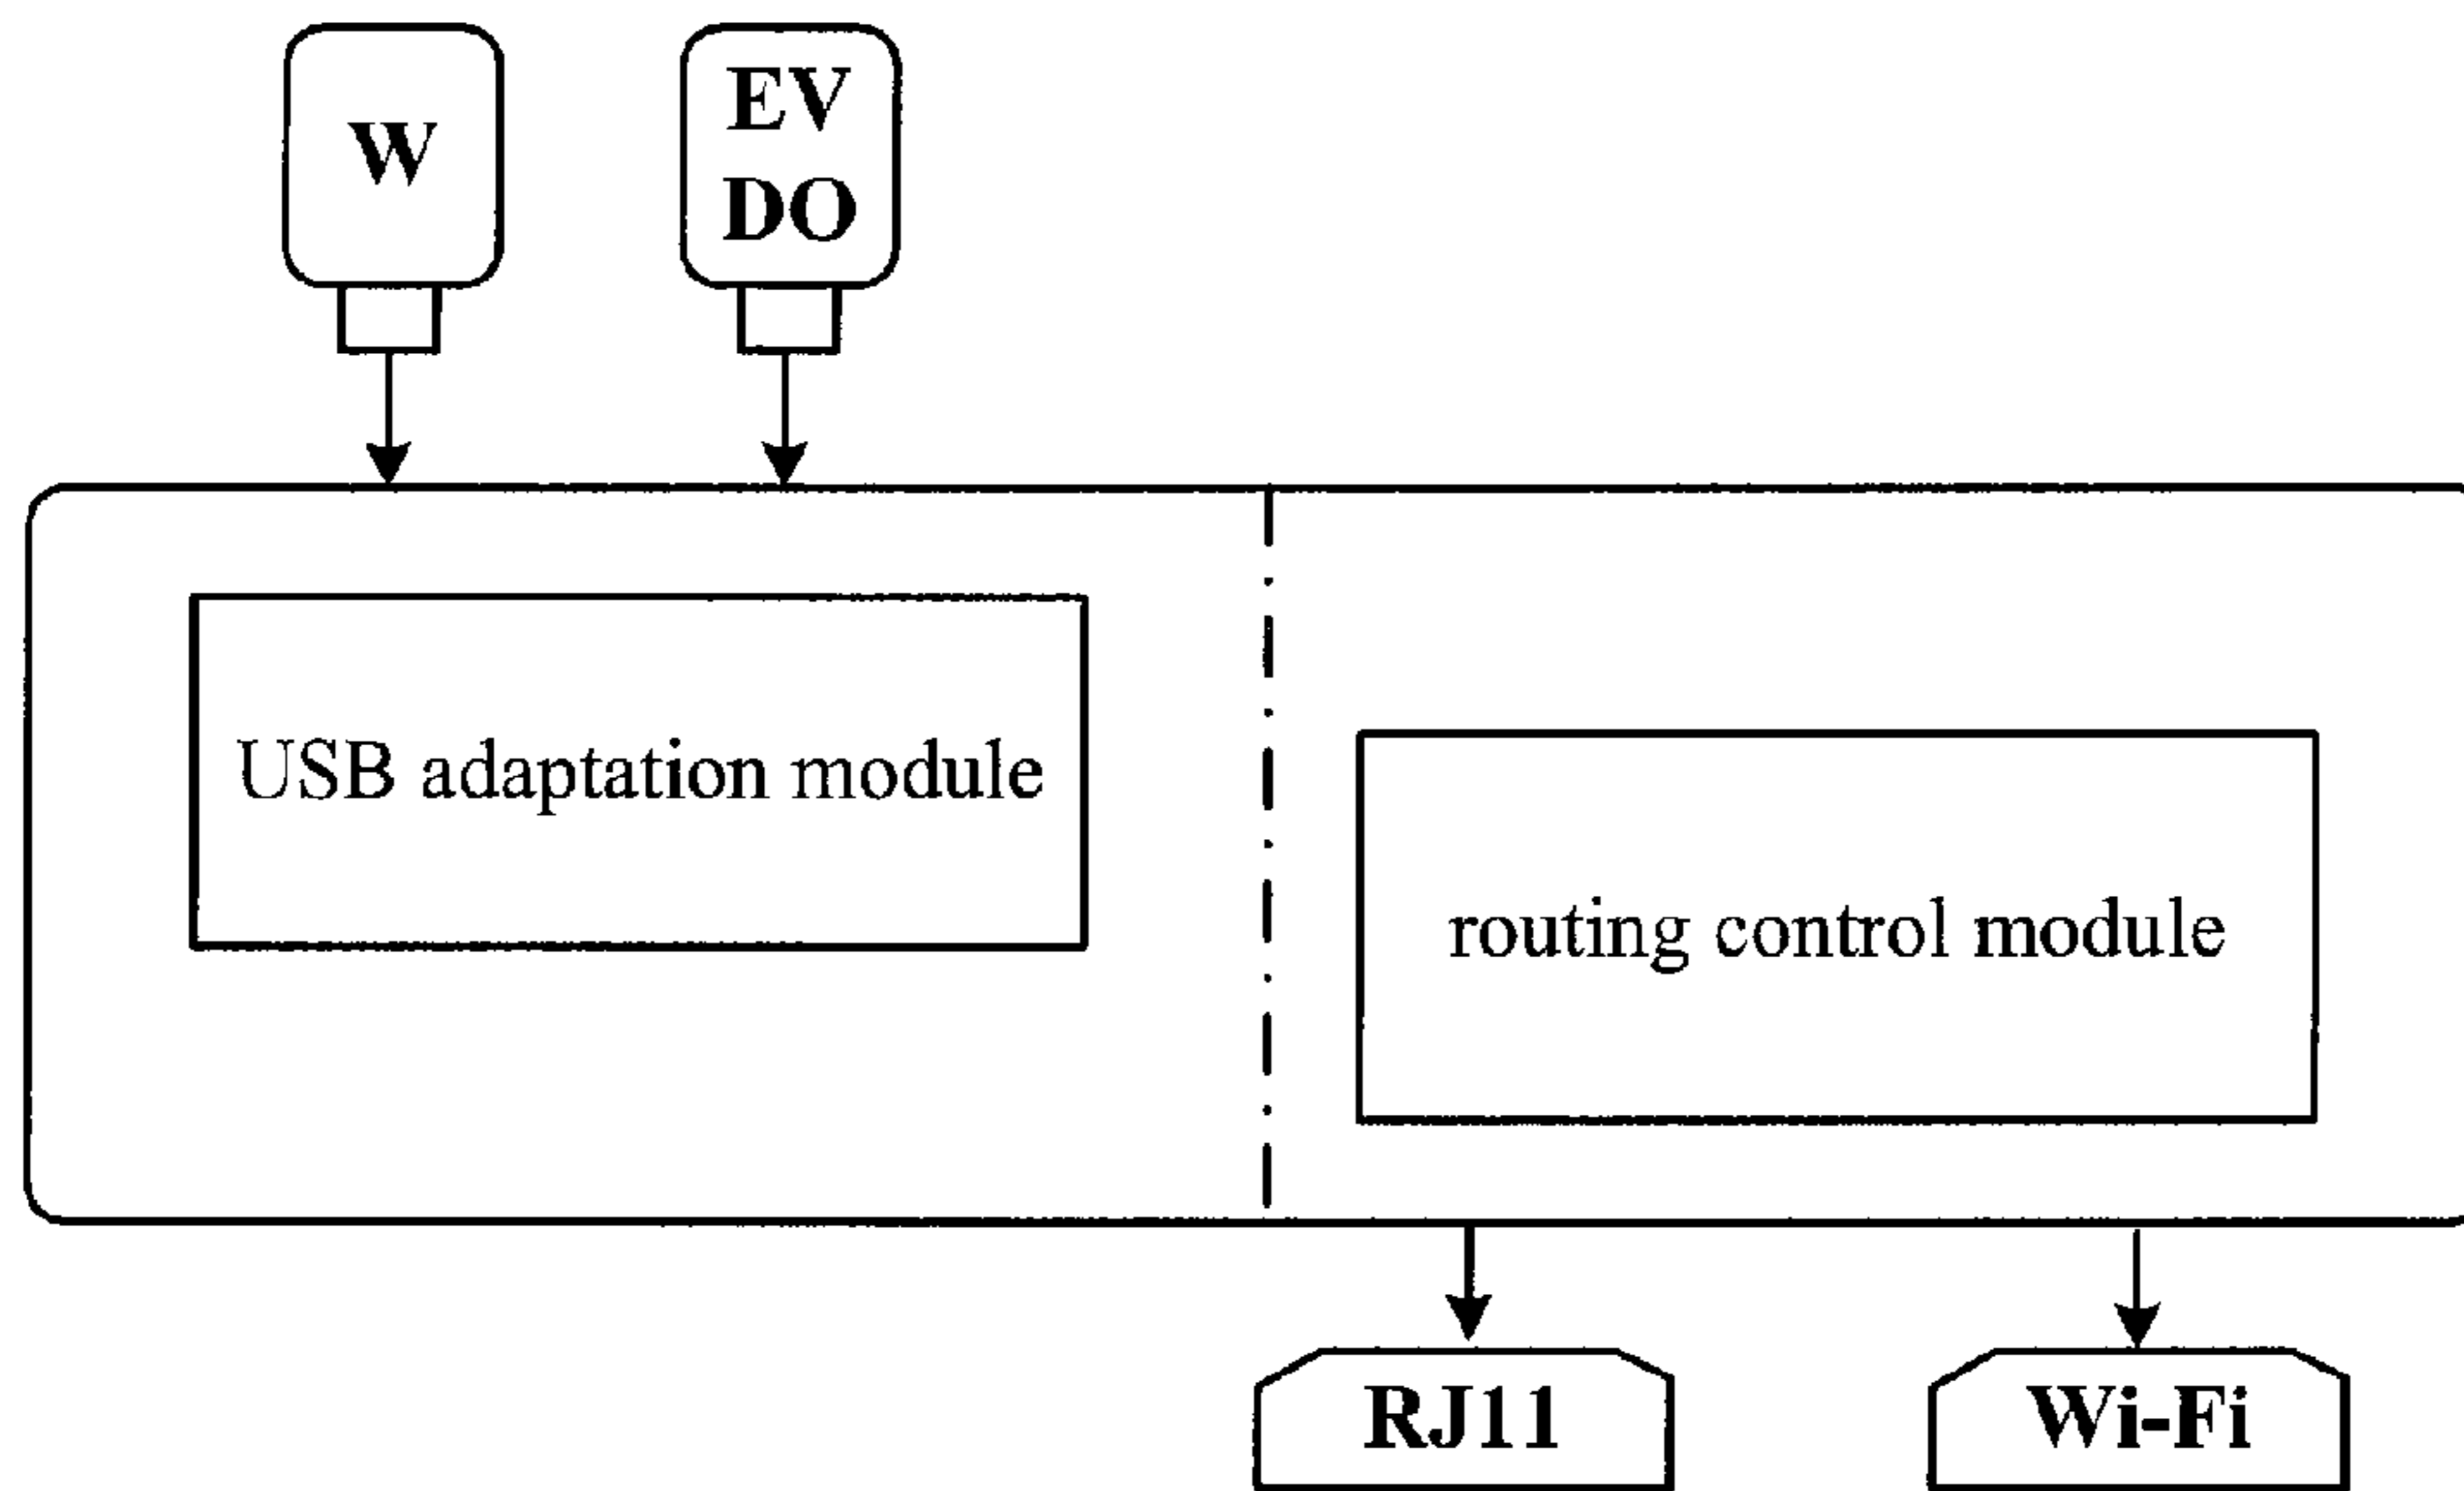 W
EV
DO
USB adaptation module
routing control module
RJ11
Wi-Fi